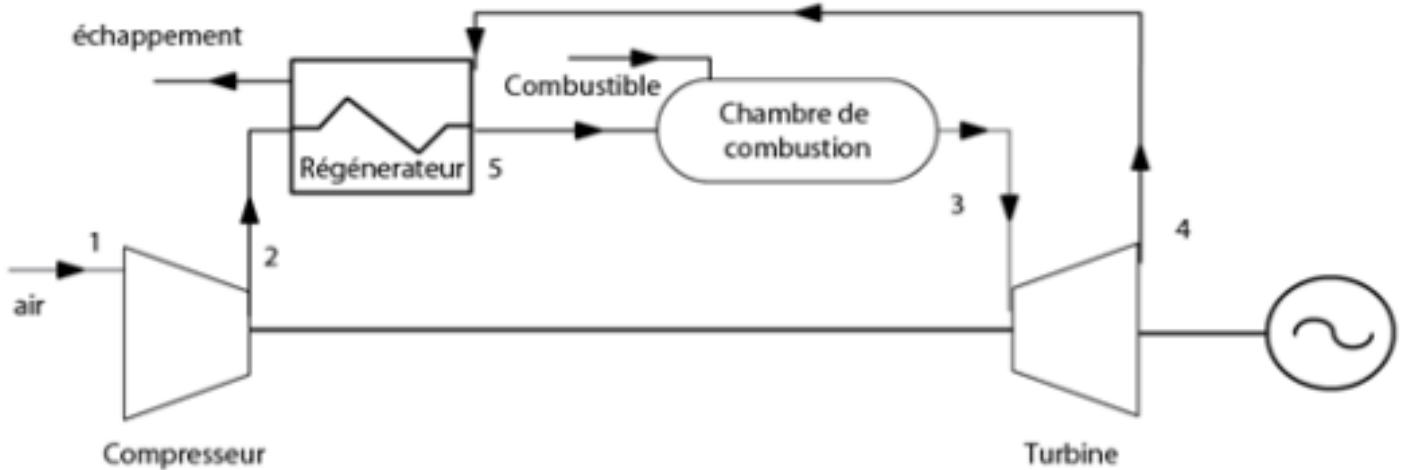 échappement
Combustible
Chambre de
combustion
Régénerateur
5
3
1
2
4
air
Compresseur
Turbine